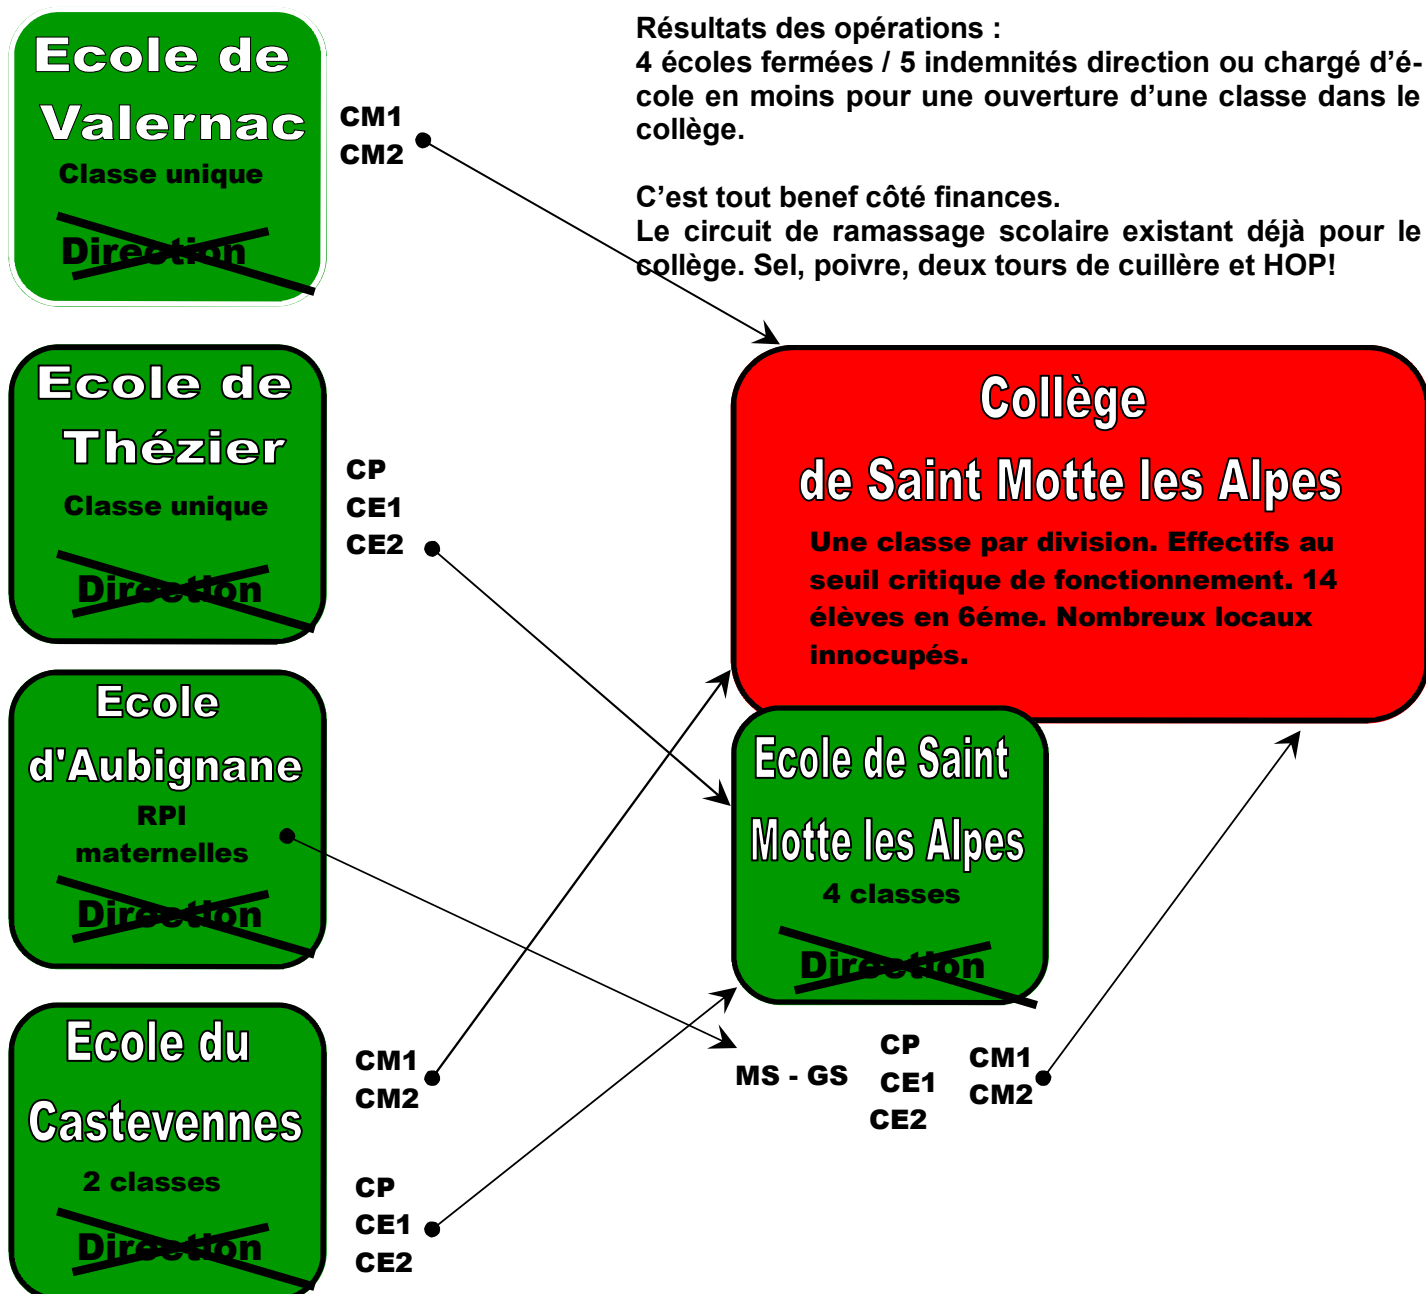 Ecole de
Valernac
Classe unique
Direction
CM1
CM2
Résultats des opérations :
4 écoles fermées / 5 indemnités direction ou chargé d'é-
cole en moins pour une ouverture d'une classe dans le
collège.
C'est tout benef côté finances.
Le circuit de ramassage scolaire existant déjà pour le
collège. Sel, poivre, deux tours de cuillère et HOP!
Ecole de
Thézier
Classe unique
Direction
CP
CE1
CE2
Collège
de Saint Motte les Alpes
Une classe par division. Effectifs au
seuil critique de fonctionnement. 14
élèves en 6éme. Nombreux locaux
innocupés.
Ecole
d'Aubignane
RPI
maternelles
Direction
Ecole de Saint
Motte les Alpes
4 classes
Direction
Ecole du
Castevennes
2 classes
Direction
CM1
CM2
CP
CE1
CE2
MS - GS
CP
CE1
CE2
CM1
CM2